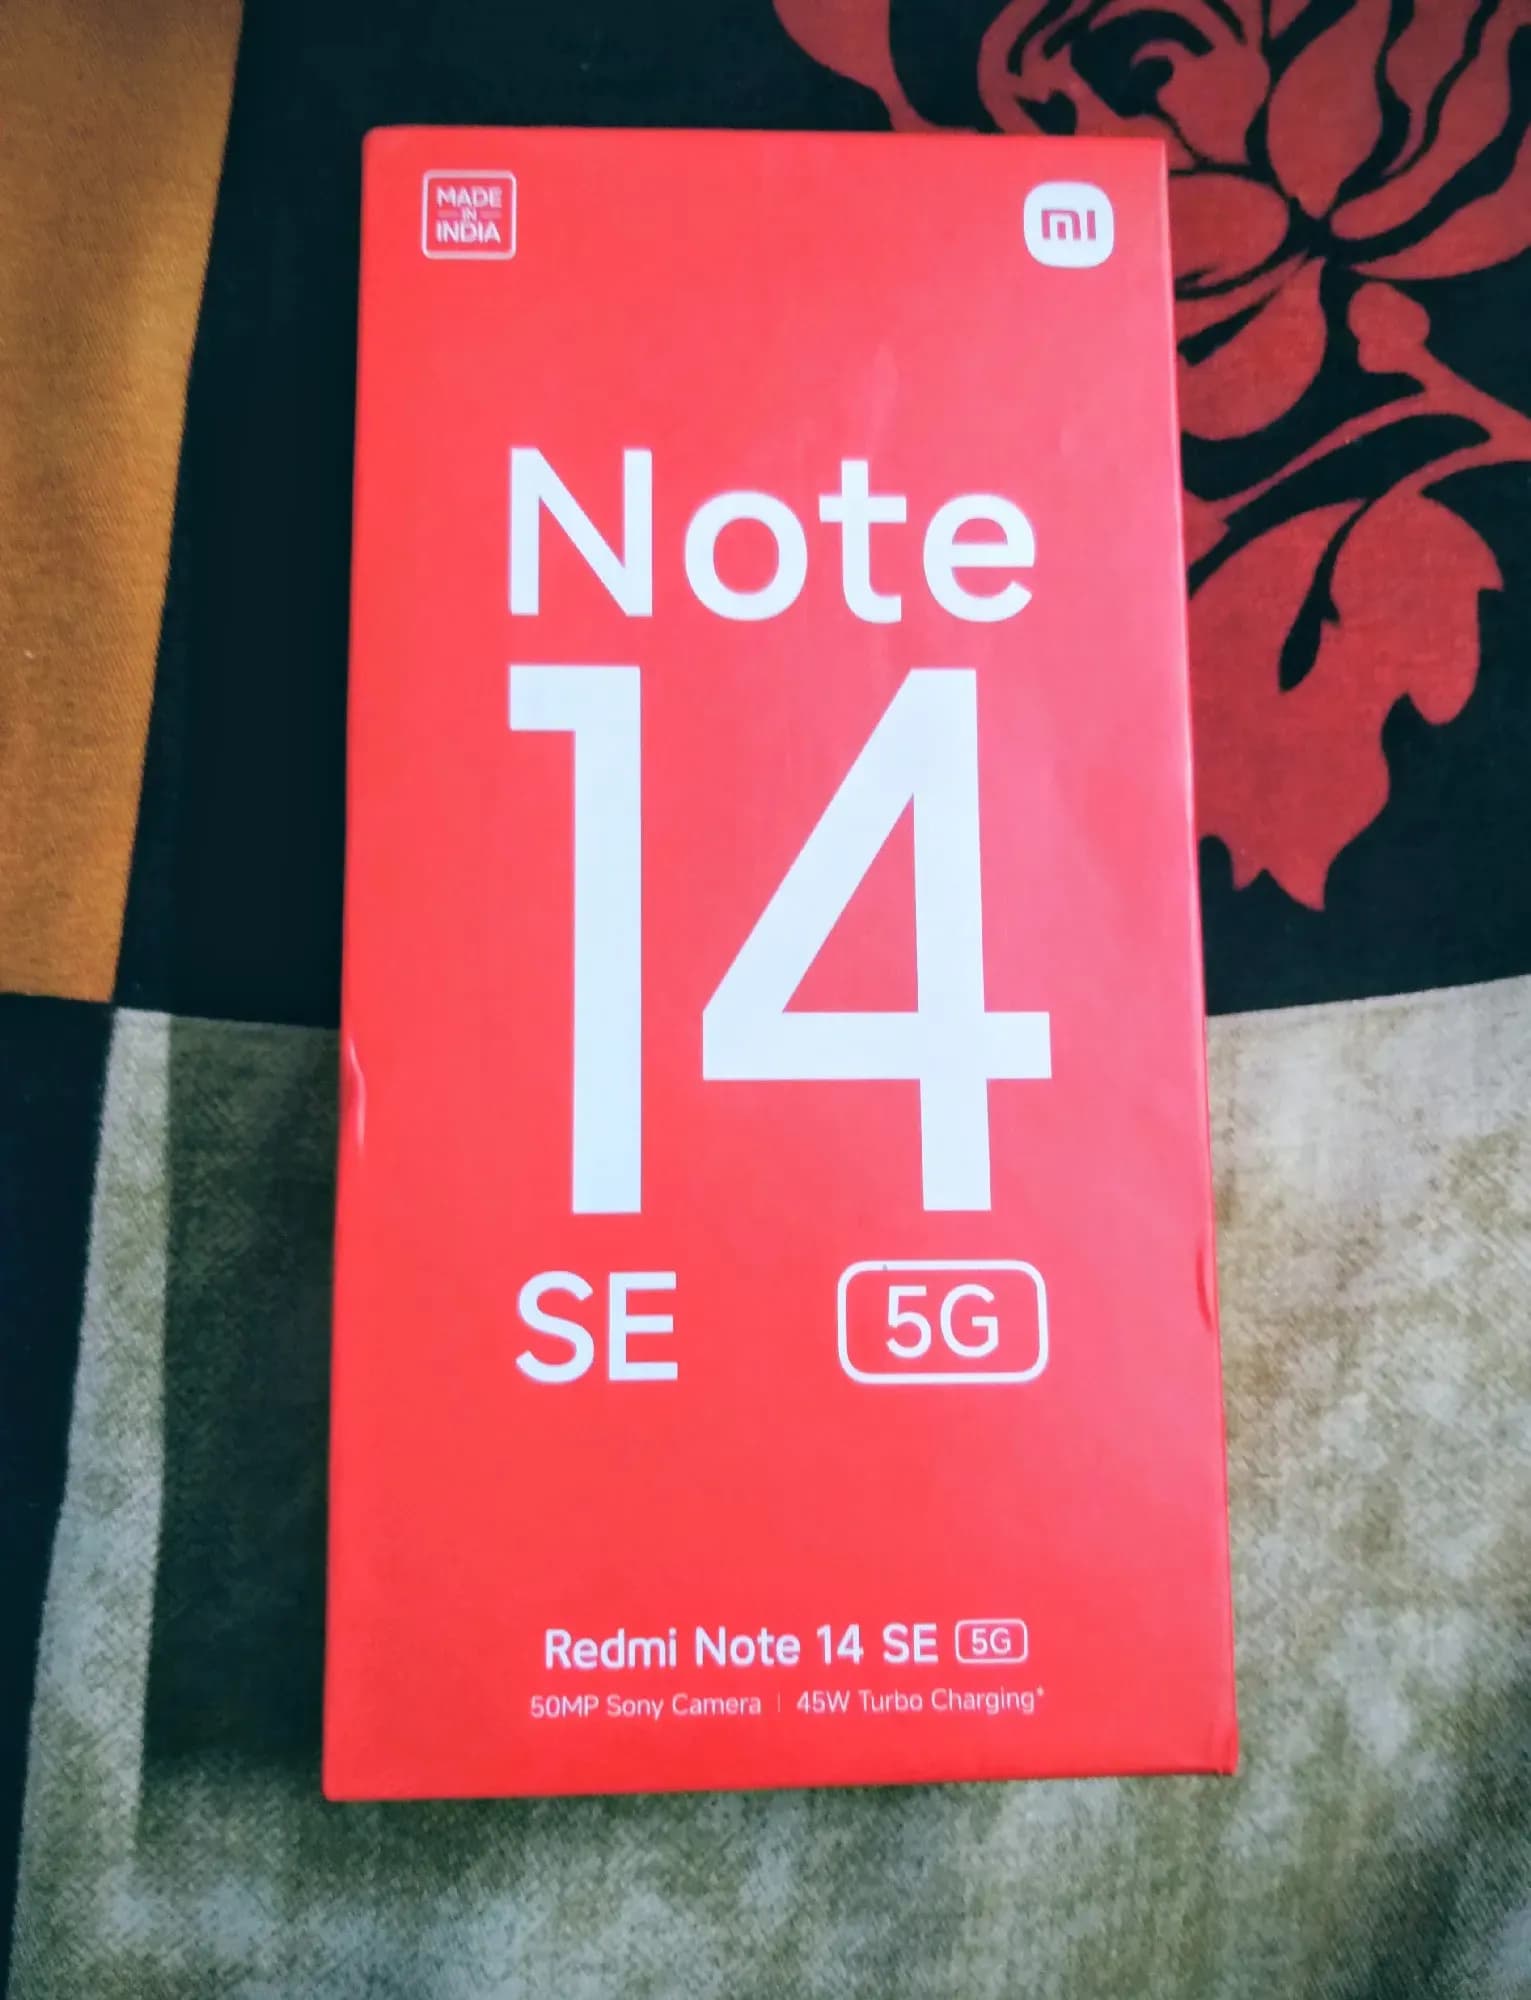 MADE
IN
INDIA
mi
Note
14
SE 5G
Redmi Note 14 SE 5G
50MP Sony Camera | 45W Turbo Charging*